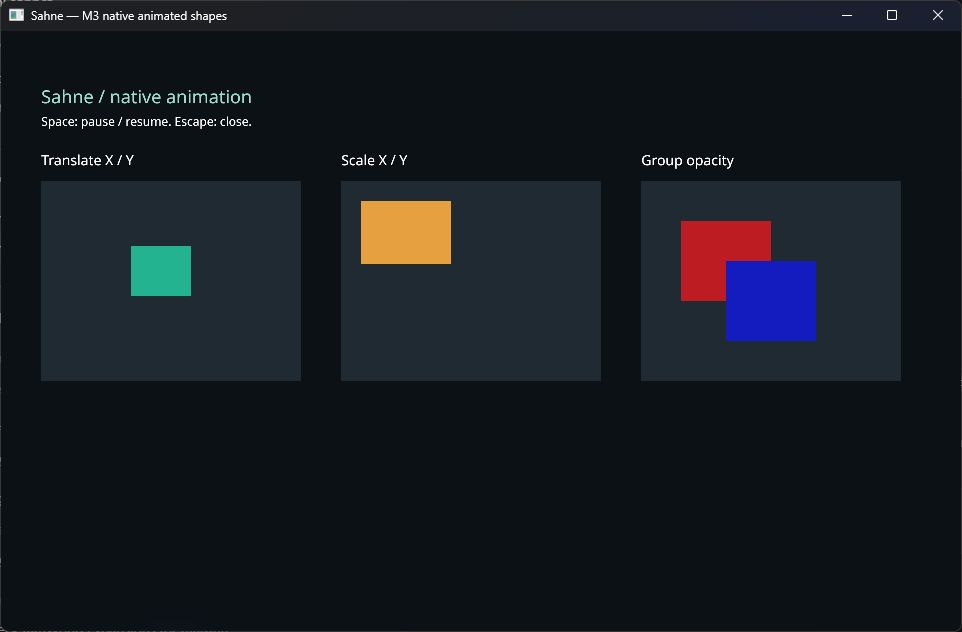 Sahne — M3 native animated shapes
Sahne / native animation
Space: pause / resume. Escape: close.
Translate X / Y
Scale X / Y
Group opacity